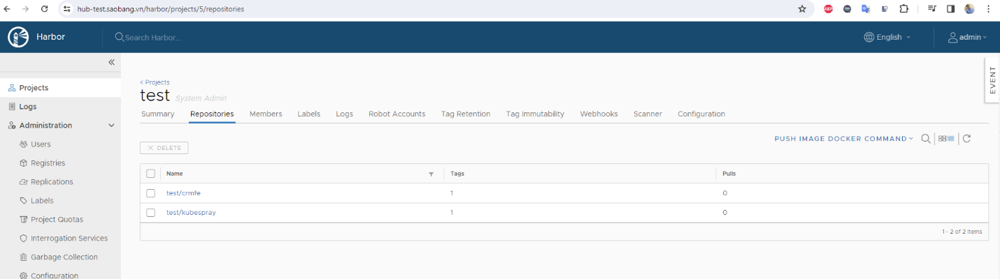 hub-test.saobang.vn/harbor/projects/5/repositories
ABP
Harbor
Search Harbor...
English
admin
EVENT
Projects
Logs
Administration
Users
Registries
Replications
Labels
Project Quotas
Interrogation Services
Garbage Collection
Configuration
< Projects
test System Admin
Summary Repositories Members Labels Logs Robot Accounts Tag Retention Tag Immutability Webhooks Scanner Configuration
PUSH IMAGE DOCKER COMMAND
DELETE
Name Tags Pulls
test/crmfe 1 0
test/kubespray 1 0
1 - 2 of 2 items